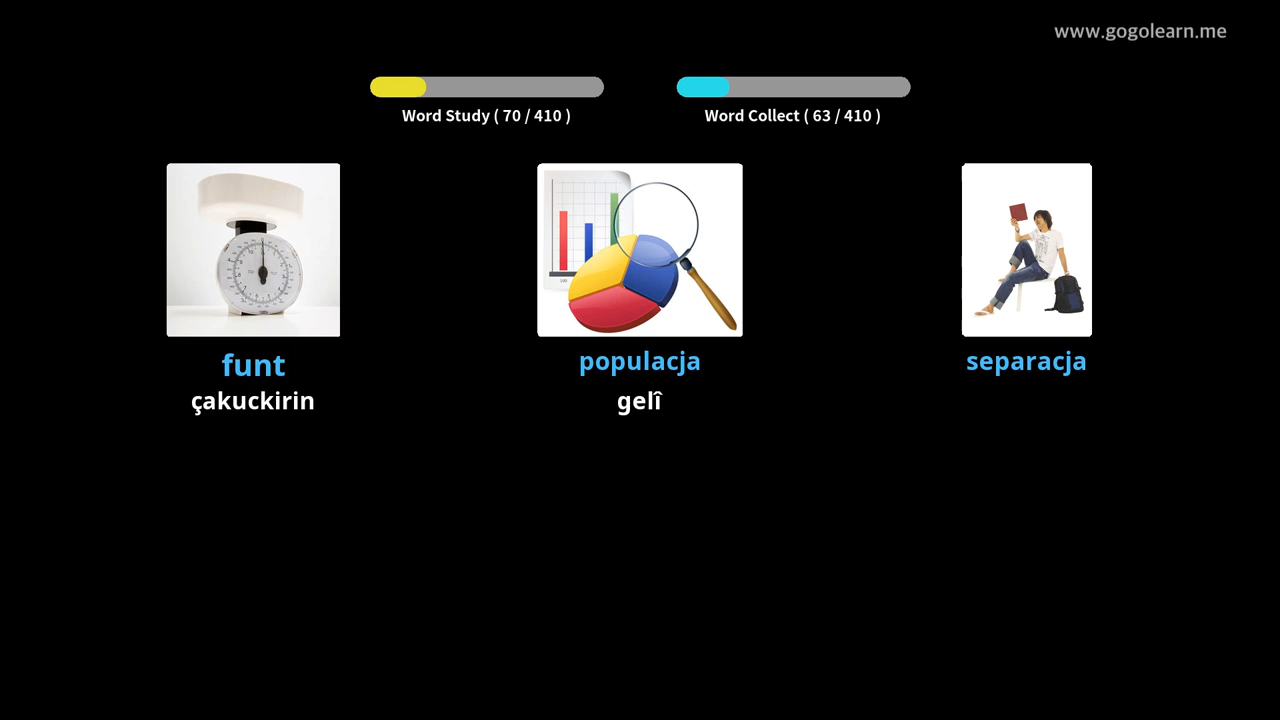 www.gogolearn.me
Word Study ( 70 / 410 )
Word Collect ( 63 / 410 )
funt
populacja
separacja
çakuckirin
gelî